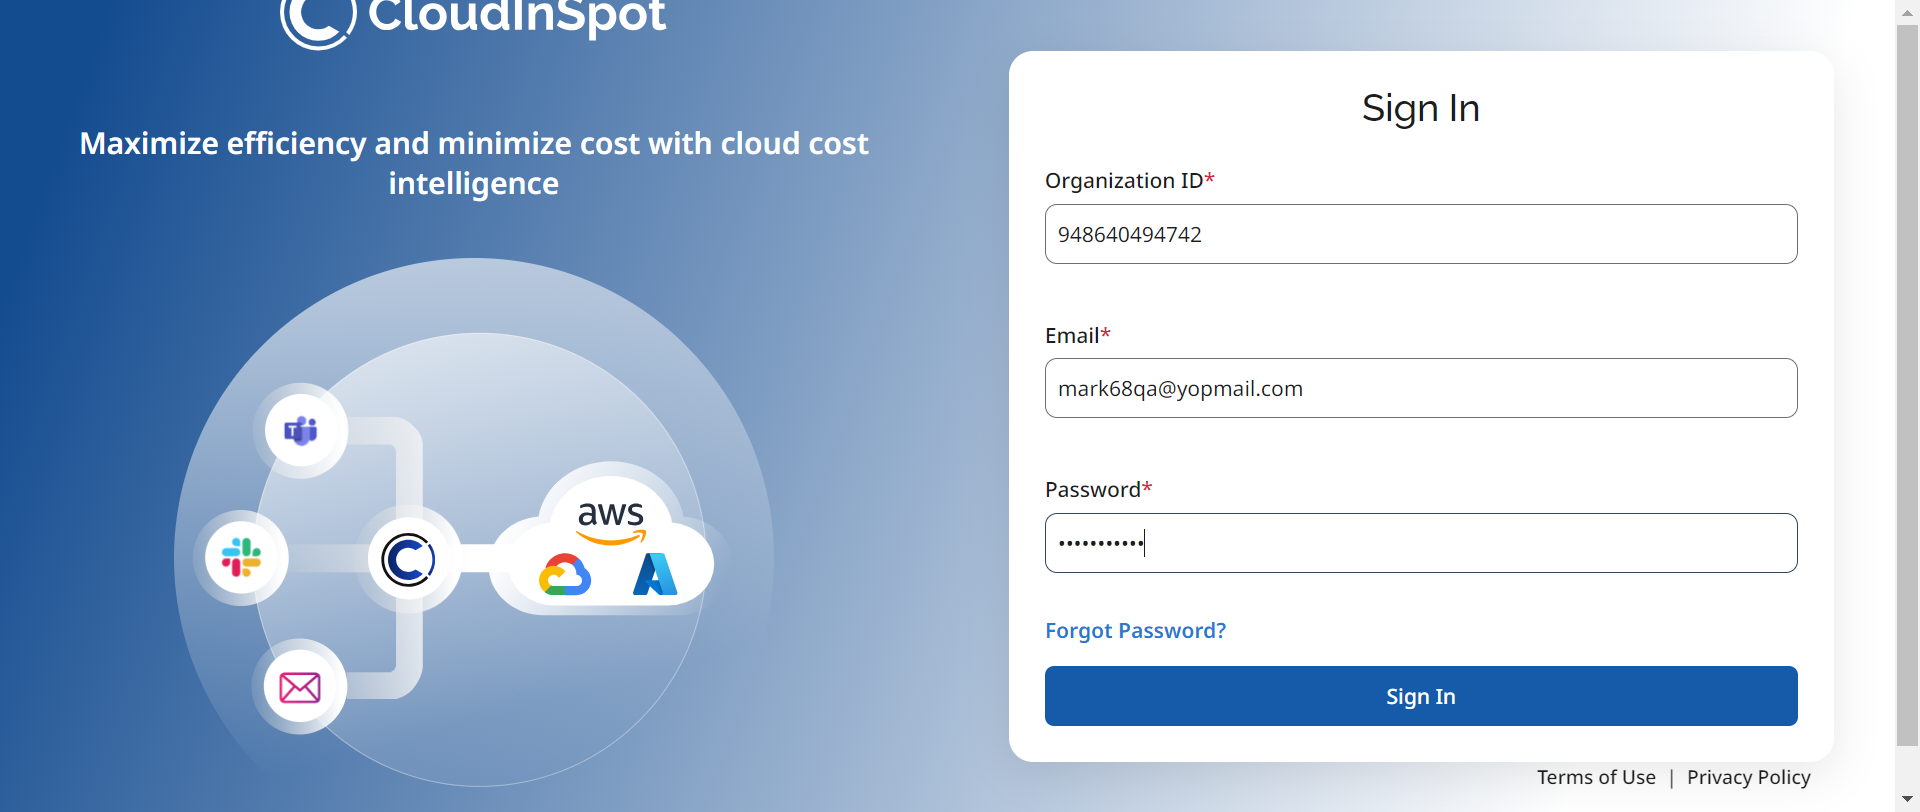 CloudInSpot
Maximize efficiency and minimize cost with cloud cost
intelligence
T
aws
Sign In
Organization ID*
948640494742
Email*
mark68qa@yopmail.com
Password*
•••••••••••
Forgot Password?
Sign In
Terms of Use | Privacy Policy